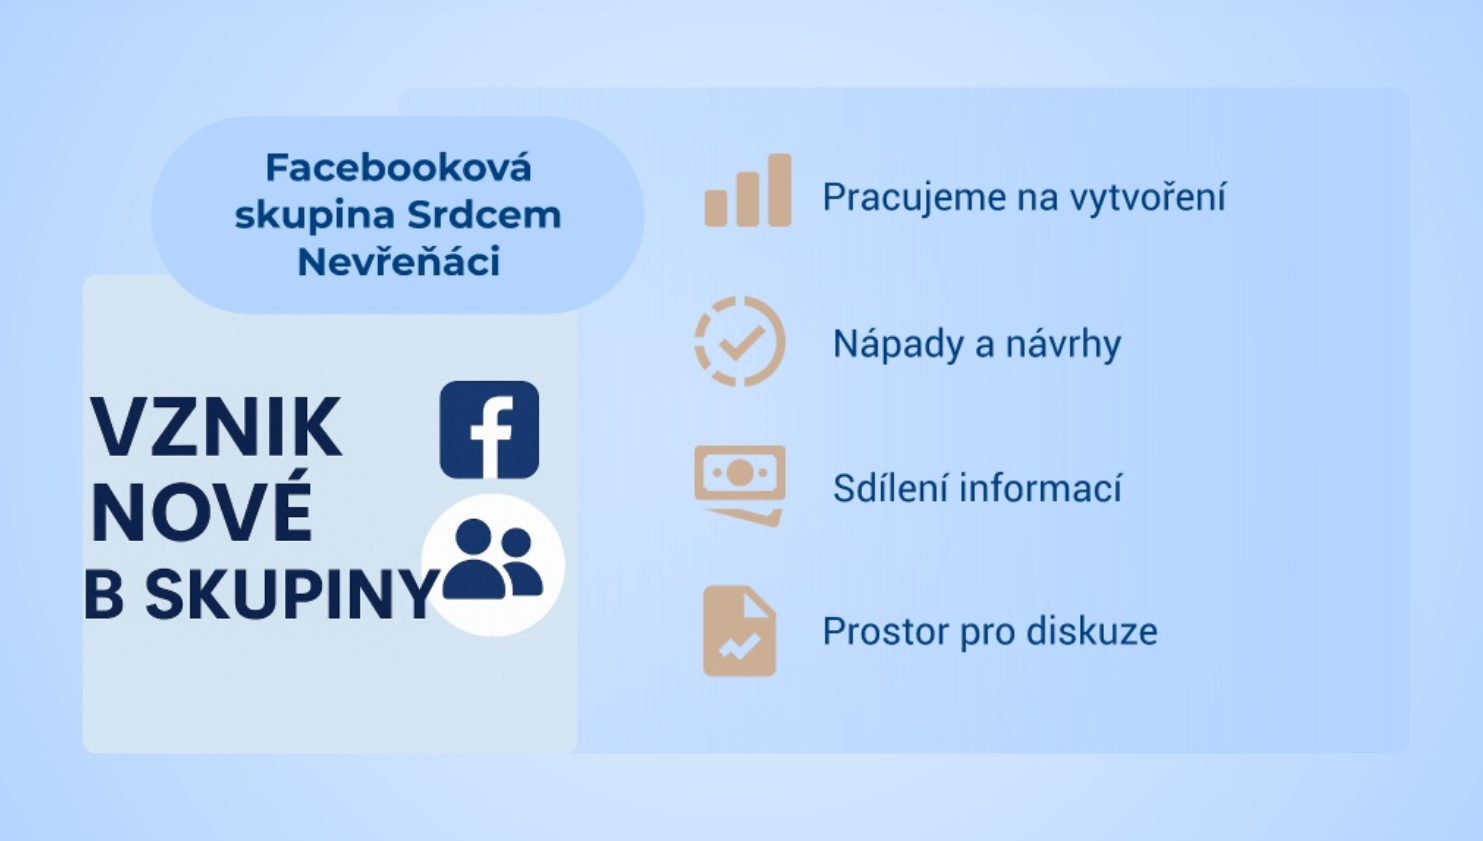 Facebooková
skupina Srdcem
Nevřeňáci
VZNIK
NOVÉ
B SKUPINY
Pracujeme na vytvoření
Nápady a návrhy
Sdílení informací
Prostor pro diskuze